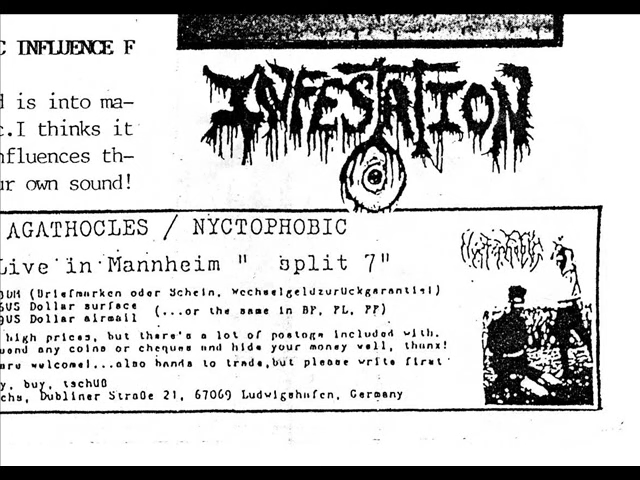 C INFLUENCE F
INFESTATION
d is into ma-
c.I thinks it
nfluences th-
ur own sound!
AGATHOCLES / NYCTOPHOBIC
Live in Mannheim " split 7"
DM (Briefmarken oder Schein, Wechselgeldzurückgarantie!)
US Dollar surface
US Dollar airmail (...or the same in BF, FL, FF)
high prices, but there's a lot of postage included with.
send any coins or cheques and hide your money well, thanx!
are welcome!...also bands to trade,but please write first
y, buy, tschüß
chs, Dubliner Straße 21, 67069 Ludwigshafen, Germany